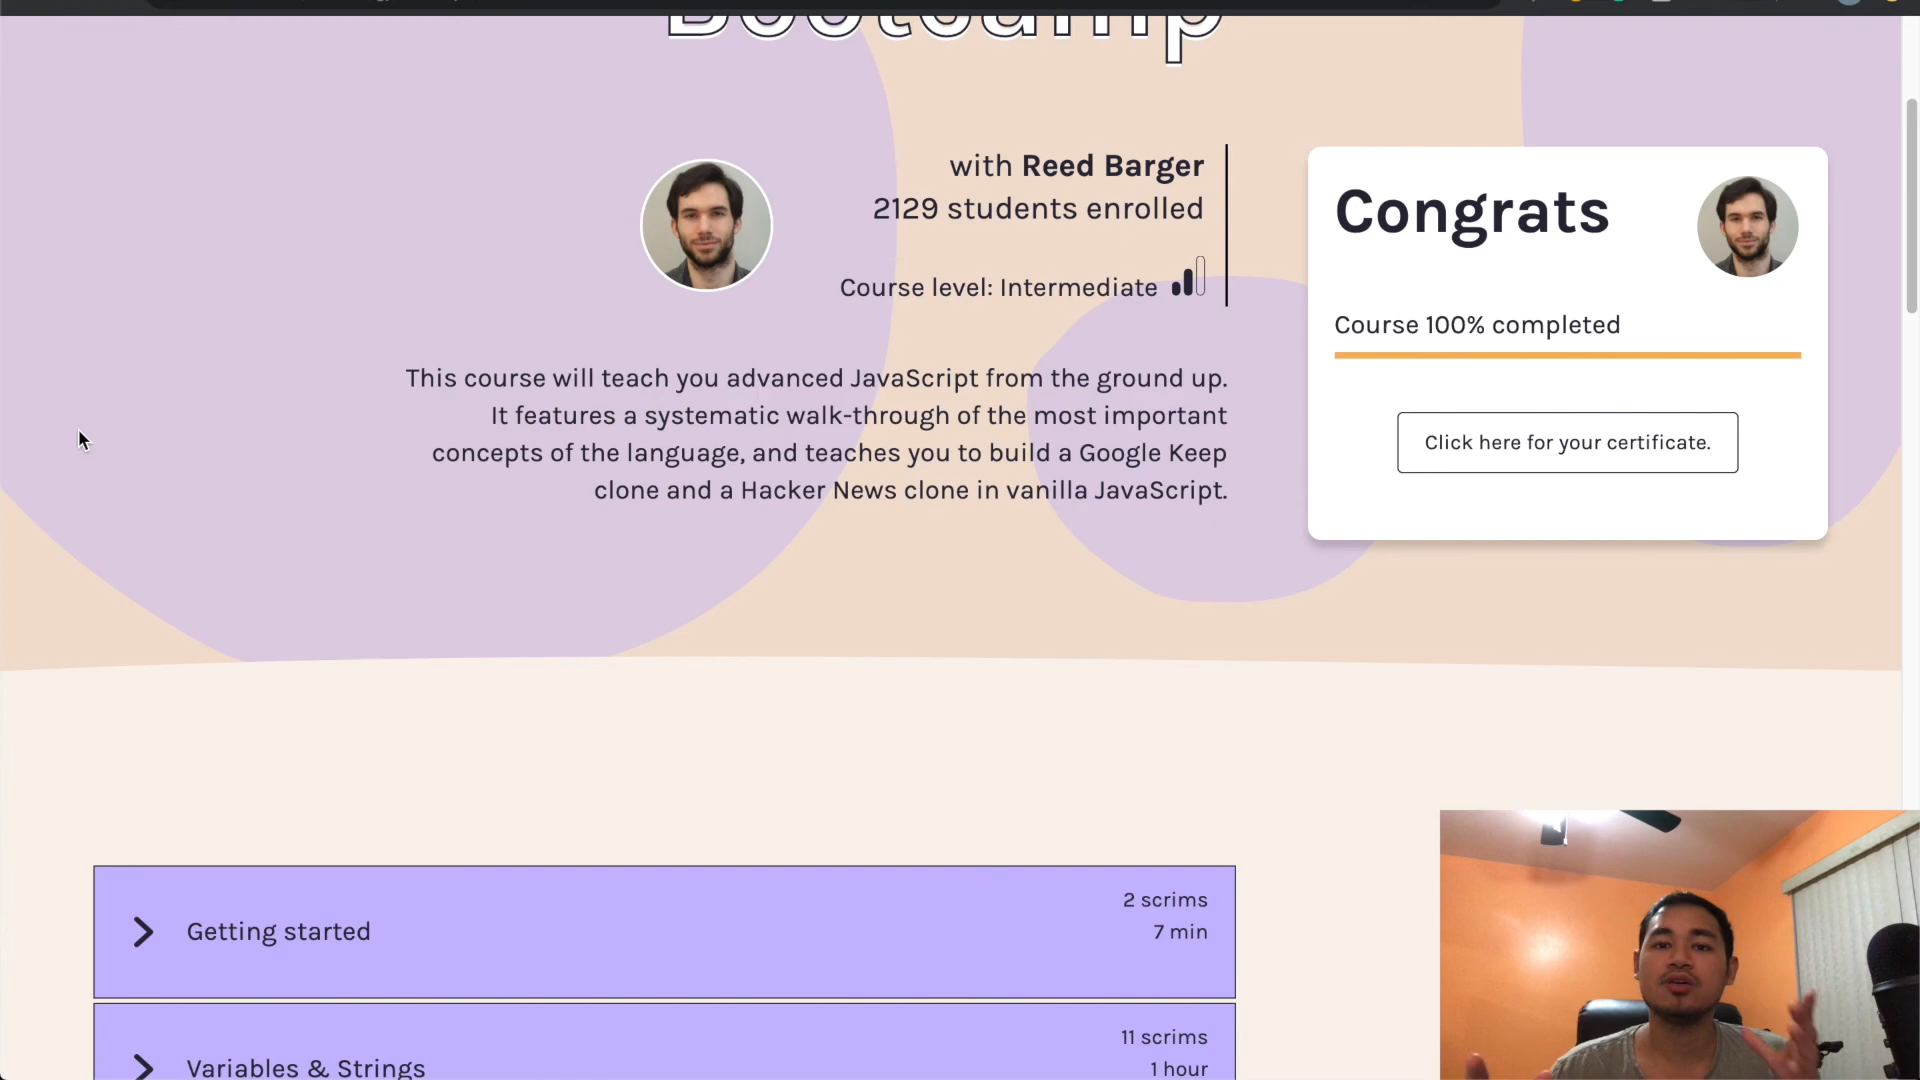 Bootcamp
with Reed Barger
2129 students enrolled
Course level: Intermediate
This course will teach you advanced JavaScript from the ground up.
It features a systematic walk-through of the most important
concepts of the language, and teaches you to build a Google Keep
clone and a Hacker News clone in vanilla JavaScript.
Congrats
Course 100% completed
Click here for your certificate.
Getting started
2 scrims
7 min
Variables & Strings
11 scrims
1 hour